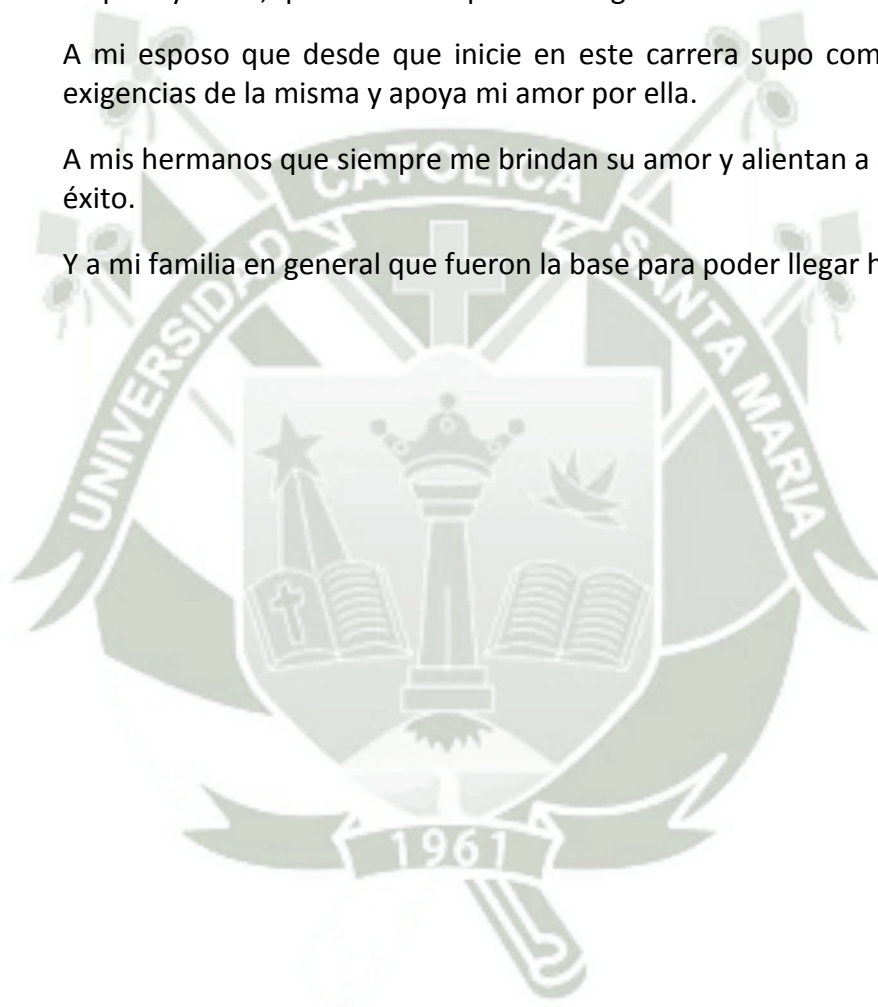 A mi esposo que desde que inicie en este carrera supo com
exigencias de la misma y apoya mi amor por ella.
A mis hermanos que siempre me brindan su amor y alientan a
éxito.
Y a mi familia en general que fueron la base para poder llegar h
UNIVERSIDAD CATOLICA SANTA MARIA
1961